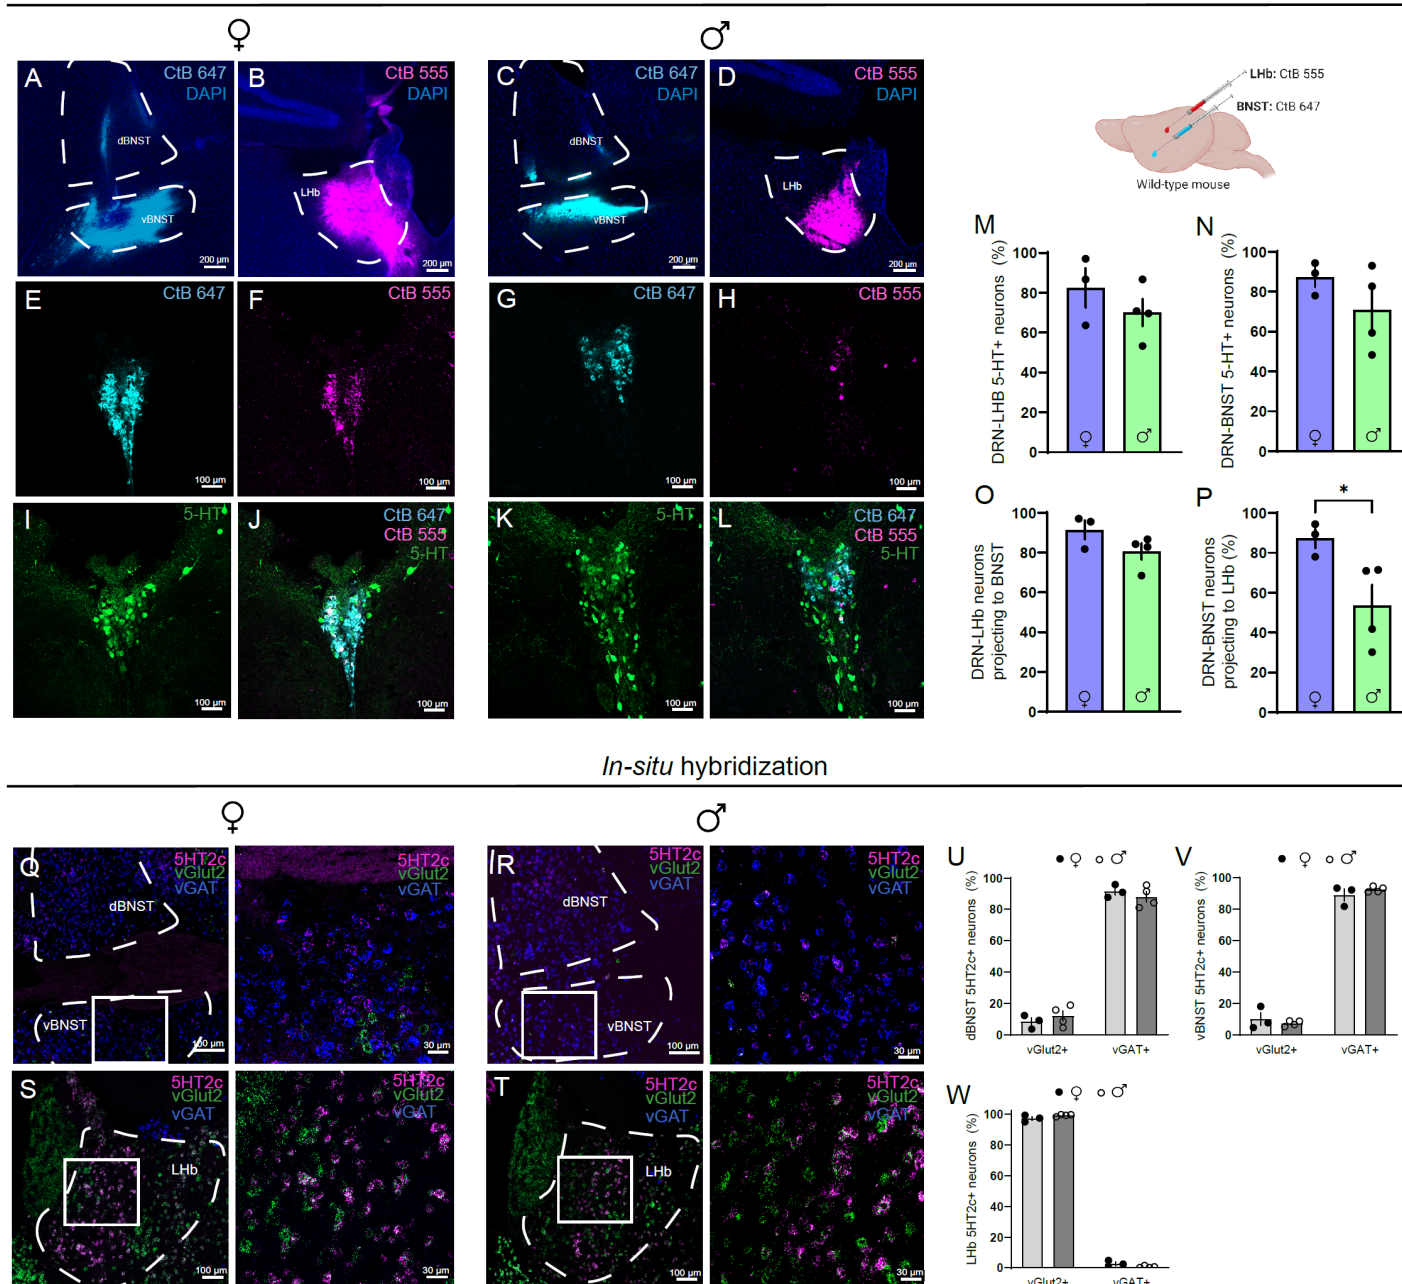 ♀ ♂
A CtB 647
DAPI
dBNST
vBNST
200 µm
B CtB 555
DAPI
LHb
200 µm
C CtB 647
DAPI
dBNST
vBNST
200 µm
D CtB 555
DAPI
LHb
200 µm
LHb: CtB 555
BNST: CtB 647
Wild-type mouse
E CtB 647
100 µm
F CtB 555
100 µm
G CtB 647
100 µm
H CtB 555
100 µm
I 5-HT
100 µm
J CtB 647
CtB 555
5-HT
100 µm
K 5-HT
100 µm
L CtB 647
CtB 555
5-HT
100 µm
M
DRN-LHB 5-HT+ neurons (%)
100
80
60
40
20
0
♀ ♂
N
DRN-BNST 5-HT+ neurons (%)
100
80
60
40
20
0
♀ ♂
O
DRN-LHb neurons
projecting to BNST
100
80
60
40
20
0
♀ ♂
P
DRN-BNST neurons
projecting to LHb (%)
100
80
60
40
20
0
*
♀ ♂
In-situ hybridization
♀ ♂
Q 5HT2c
vGlut2
vGAT
dBNST
vBNST
100 µm
5HT2c
vGlut2
vGAT
30 µm
R 5HT2c
vGlut2
vGAT
dBNST
vBNST
100 µm
5HT2c
vGlut2
vGAT
30 µm
S 5HT2c
vGlut2
vGAT
LHb
100 µm
5HT2c
vGlut2
vGAT
30 µm
T 5HT2c
vGlut2
vGAT
LHb
100 µm
5HT2c
vGlut2
vGAT
30 µm
U
♀ ♂
dBNST 5HT2c+ neurons (%)
100
80
60
40
20
0
vGlut2+ vGAT+
V
♀ ♂
vBNST 5HT2c+ neurons (%)
100
80
60
40
20
0
vGlut2+ vGAT+
W
♀ ♂
LHb 5HT2c+ neurons (%)
100
80
60
40
20
0
vGlut2+ vGAT+